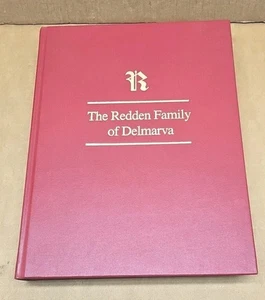 R
The Redden Family
of Delmarva